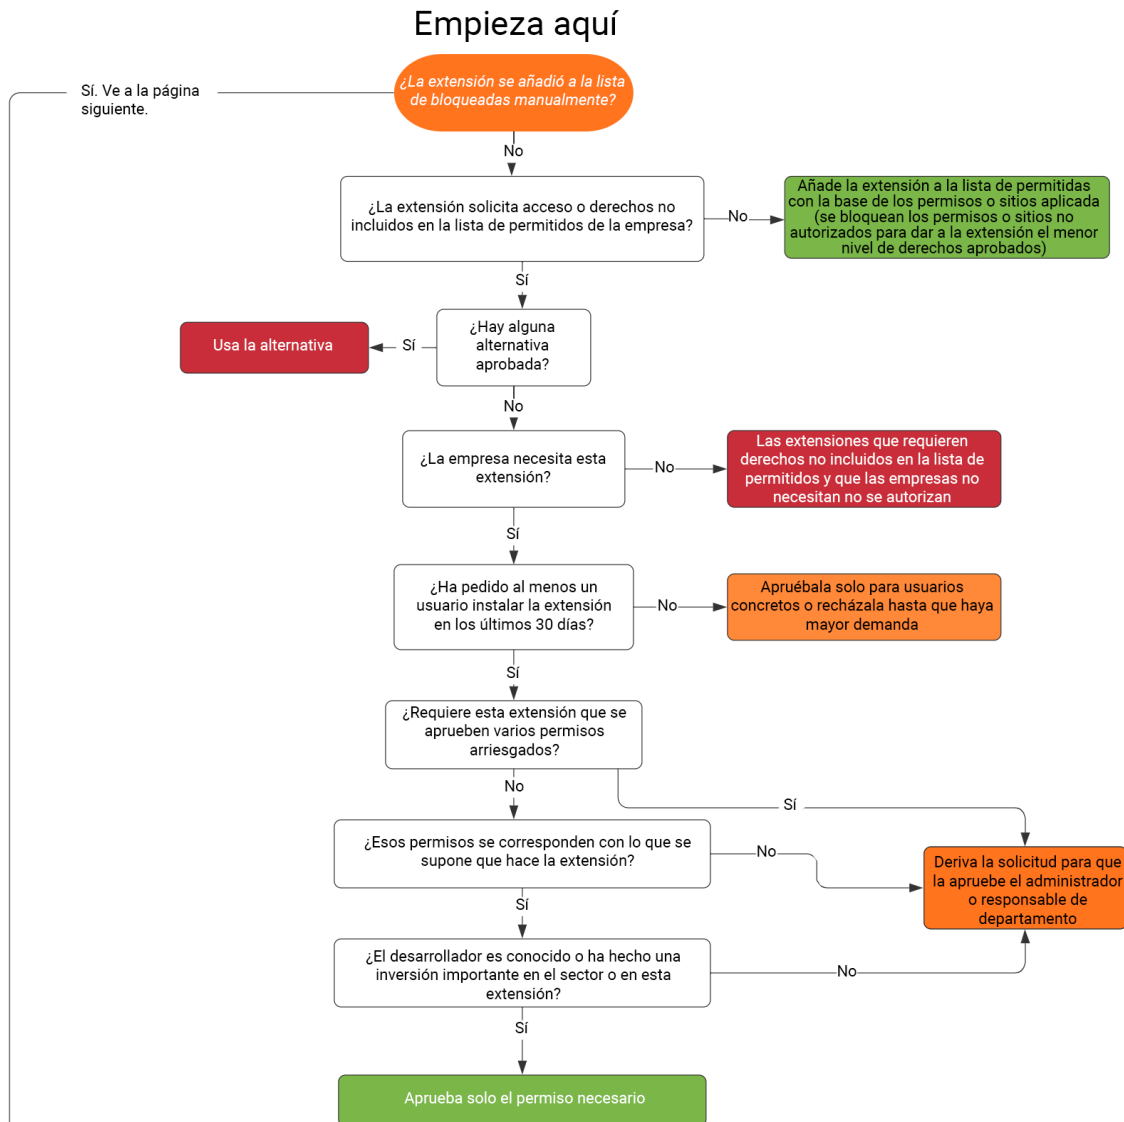 Empieza aquí
¿La extensión se añadió a la lista
de bloqueadas manualmente?
Sí. Ve a la página
siguiente.
No
¿La extensión solicita acceso o derechos no
incluidos en la lista de permitidos de la empresa?
No
Añade la extensión a la lista de permitidas
con la base de los permisos o sitios aplicada
(se bloquean los permisos o sitios no
autorizados para dar a la extensión el menor
nivel de derechos aprobados)
Sí
¿Hay alguna
alternativa
aprobada?
Sí
Usa la alternativa
No
¿La empresa necesita esta
extensión?
No
Las extensiones que requieren
derechos no incluidos en la lista de
permitidos y que las empresas no
necesitan no se autorizan
Sí
¿Ha pedido al menos un
usuario instalar la extensión
en los últimos 30 días?
No
Apruébala solo para usuarios
concretos o recházala hasta que haya
mayor demanda
Sí
¿Requiere esta extensión que se
aprueben varios permisos
arriesgados?
No
Sí
¿Esos permisos se corresponden con lo que se
supone que hace la extensión?
No
Deriva la solicitud para que
la apruebe el administrador
o responsable de
departamento
Sí
¿El desarrollador es conocido o ha hecho una
inversión importante en el sector o en esta
extensión?
No
Sí
Aprueba solo el permiso necesario